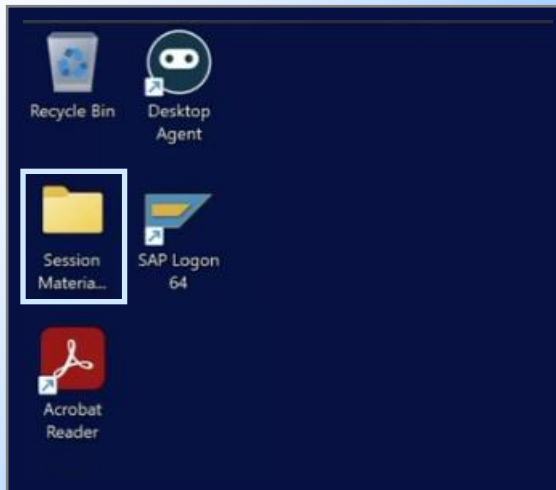 Recycle Bin
Desktop
Agent
Session
Materia...
SAP Logon
64
Acrobat
Reader